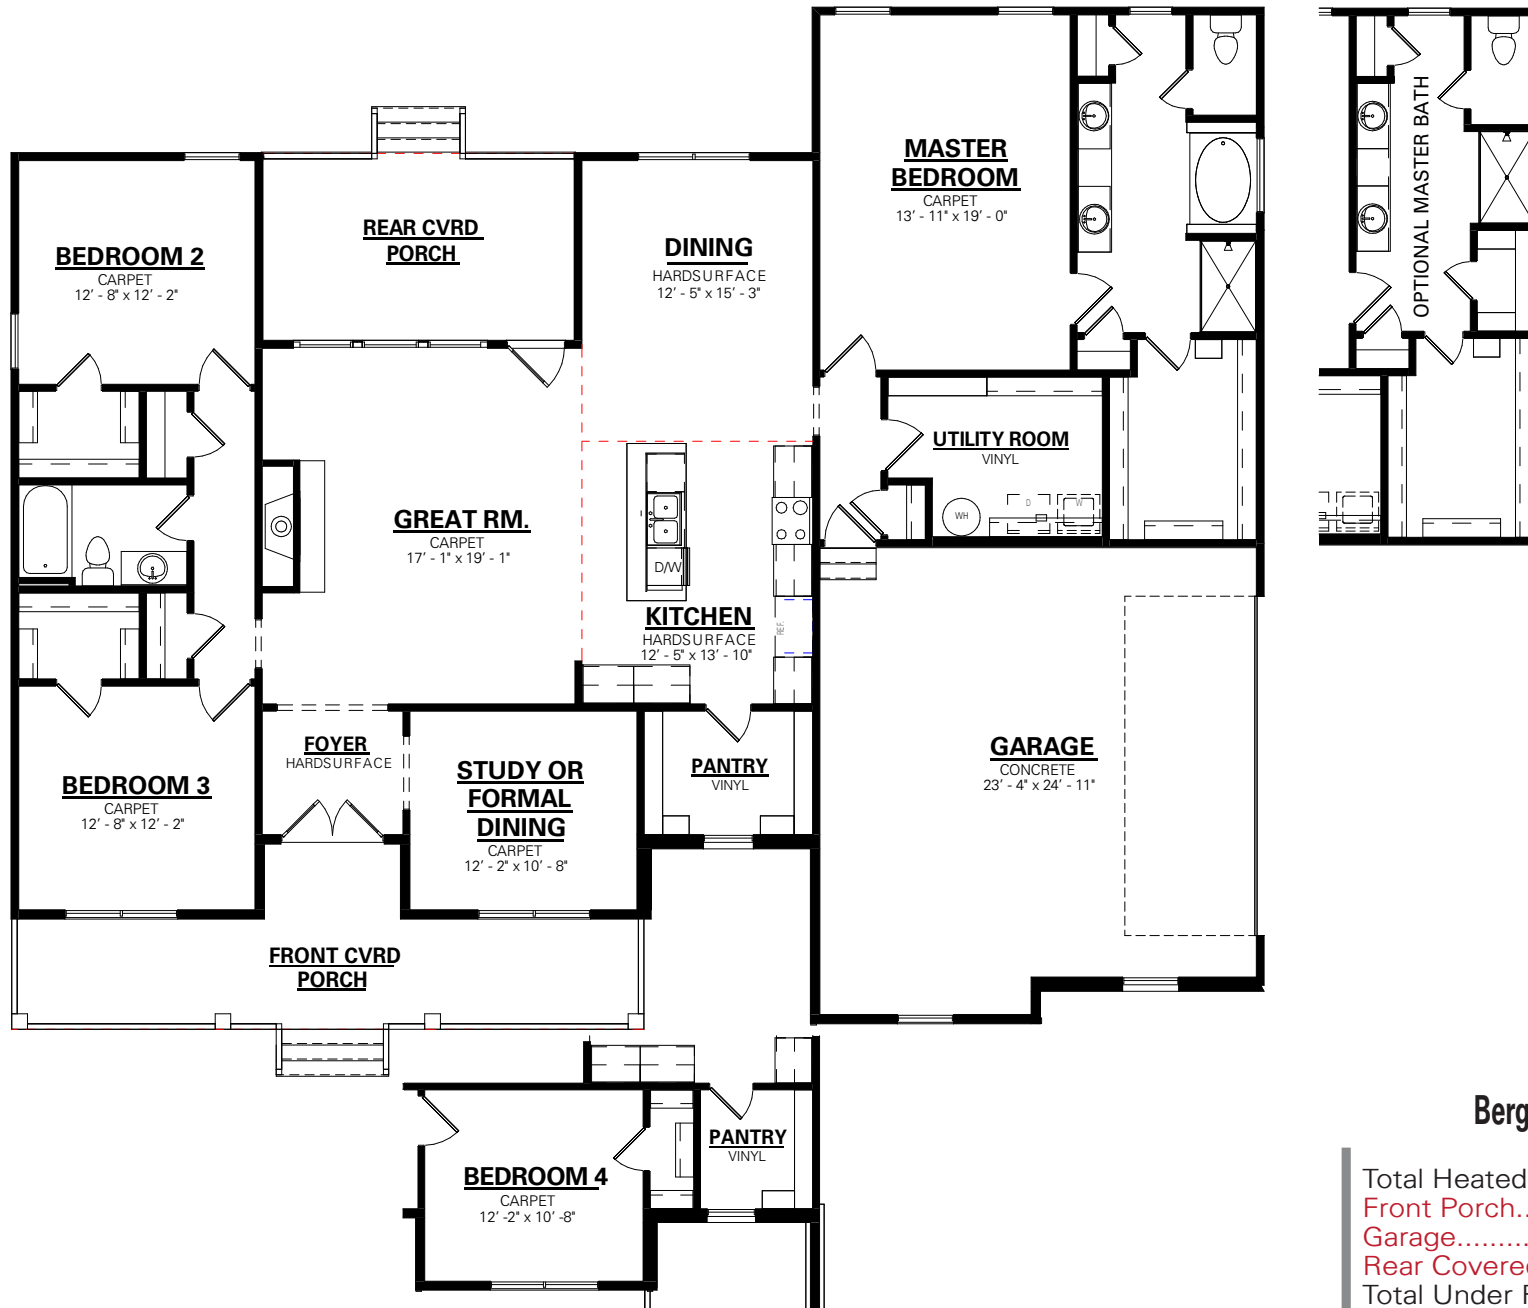 MASTER
BEDROOM
CARPET
13' - 11" x 19' - 0"
OPTIONAL MASTER BATH
BEDROOM 2
CARPET
12' - 8" x 12' - 2"
REAR CVRD
PORCH
DINING
HARDSURFACE
12' - 5" x 15' - 3"
UTILITY ROOM
VINYL
WH
D
W
GREAT RM.
CARPET
17' - 1" x 19' - 1"
D/W
KITCHEN
HARDSURFACE
12' - 5" x 13' - 10"
REF.
FOYER
HARDSURFACE
STUDY OR
FORMAL
DINING
CARPET
12' - 2" x 10' - 8"
PANTRY
VINYL
GARAGE
CONCRETE
23' - 4" x 24' - 11"
BEDROOM 3
CARPET
12' - 8" x 12' - 2"
FRONT CVRD
PORCH
BEDROOM 4
CARPET
12' -2" x 10' -8"
PANTRY
VINYL
Berg
Total Heated
Front Porch..
Garage.........
Rear Covered
Total Under